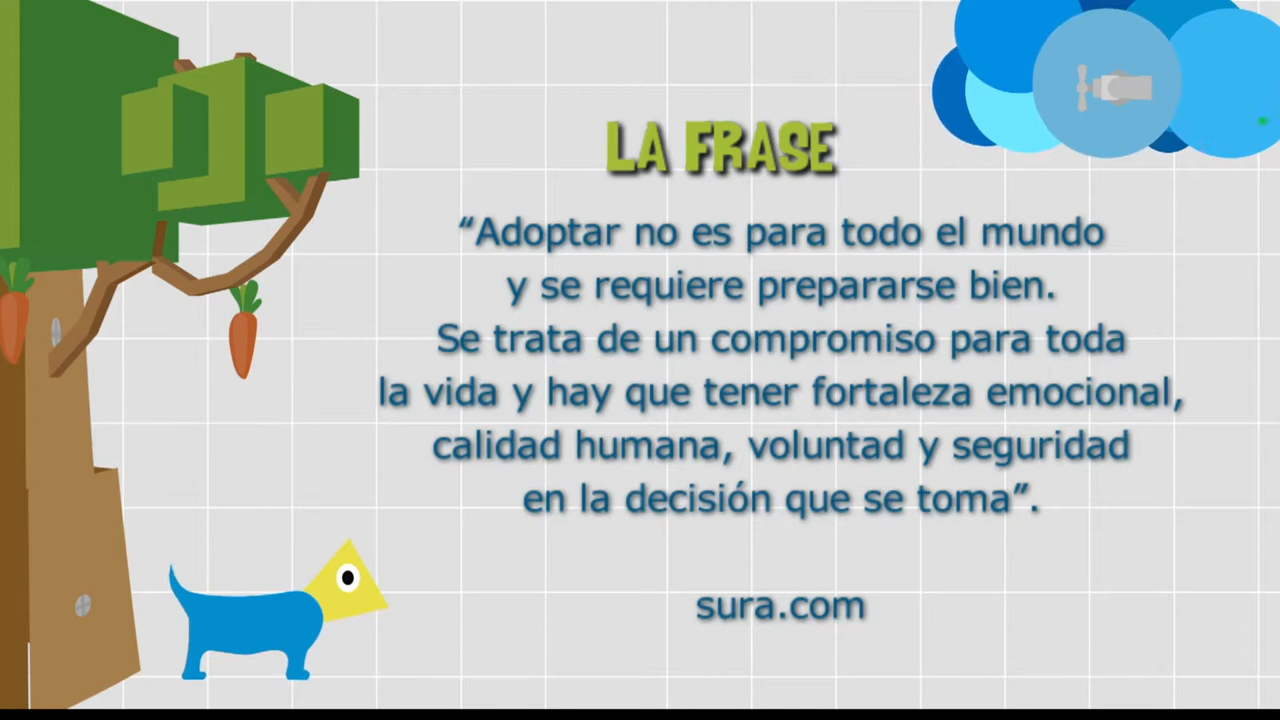 LA FRASE
“Adoptar no es para todo el mundo
y se requiere prepararse bien.
Se trata de un compromiso para toda
la vida y hay que tener fortaleza emocional,
calidad humana, voluntad y seguridad
en la decisión que se toma”.
sura.com